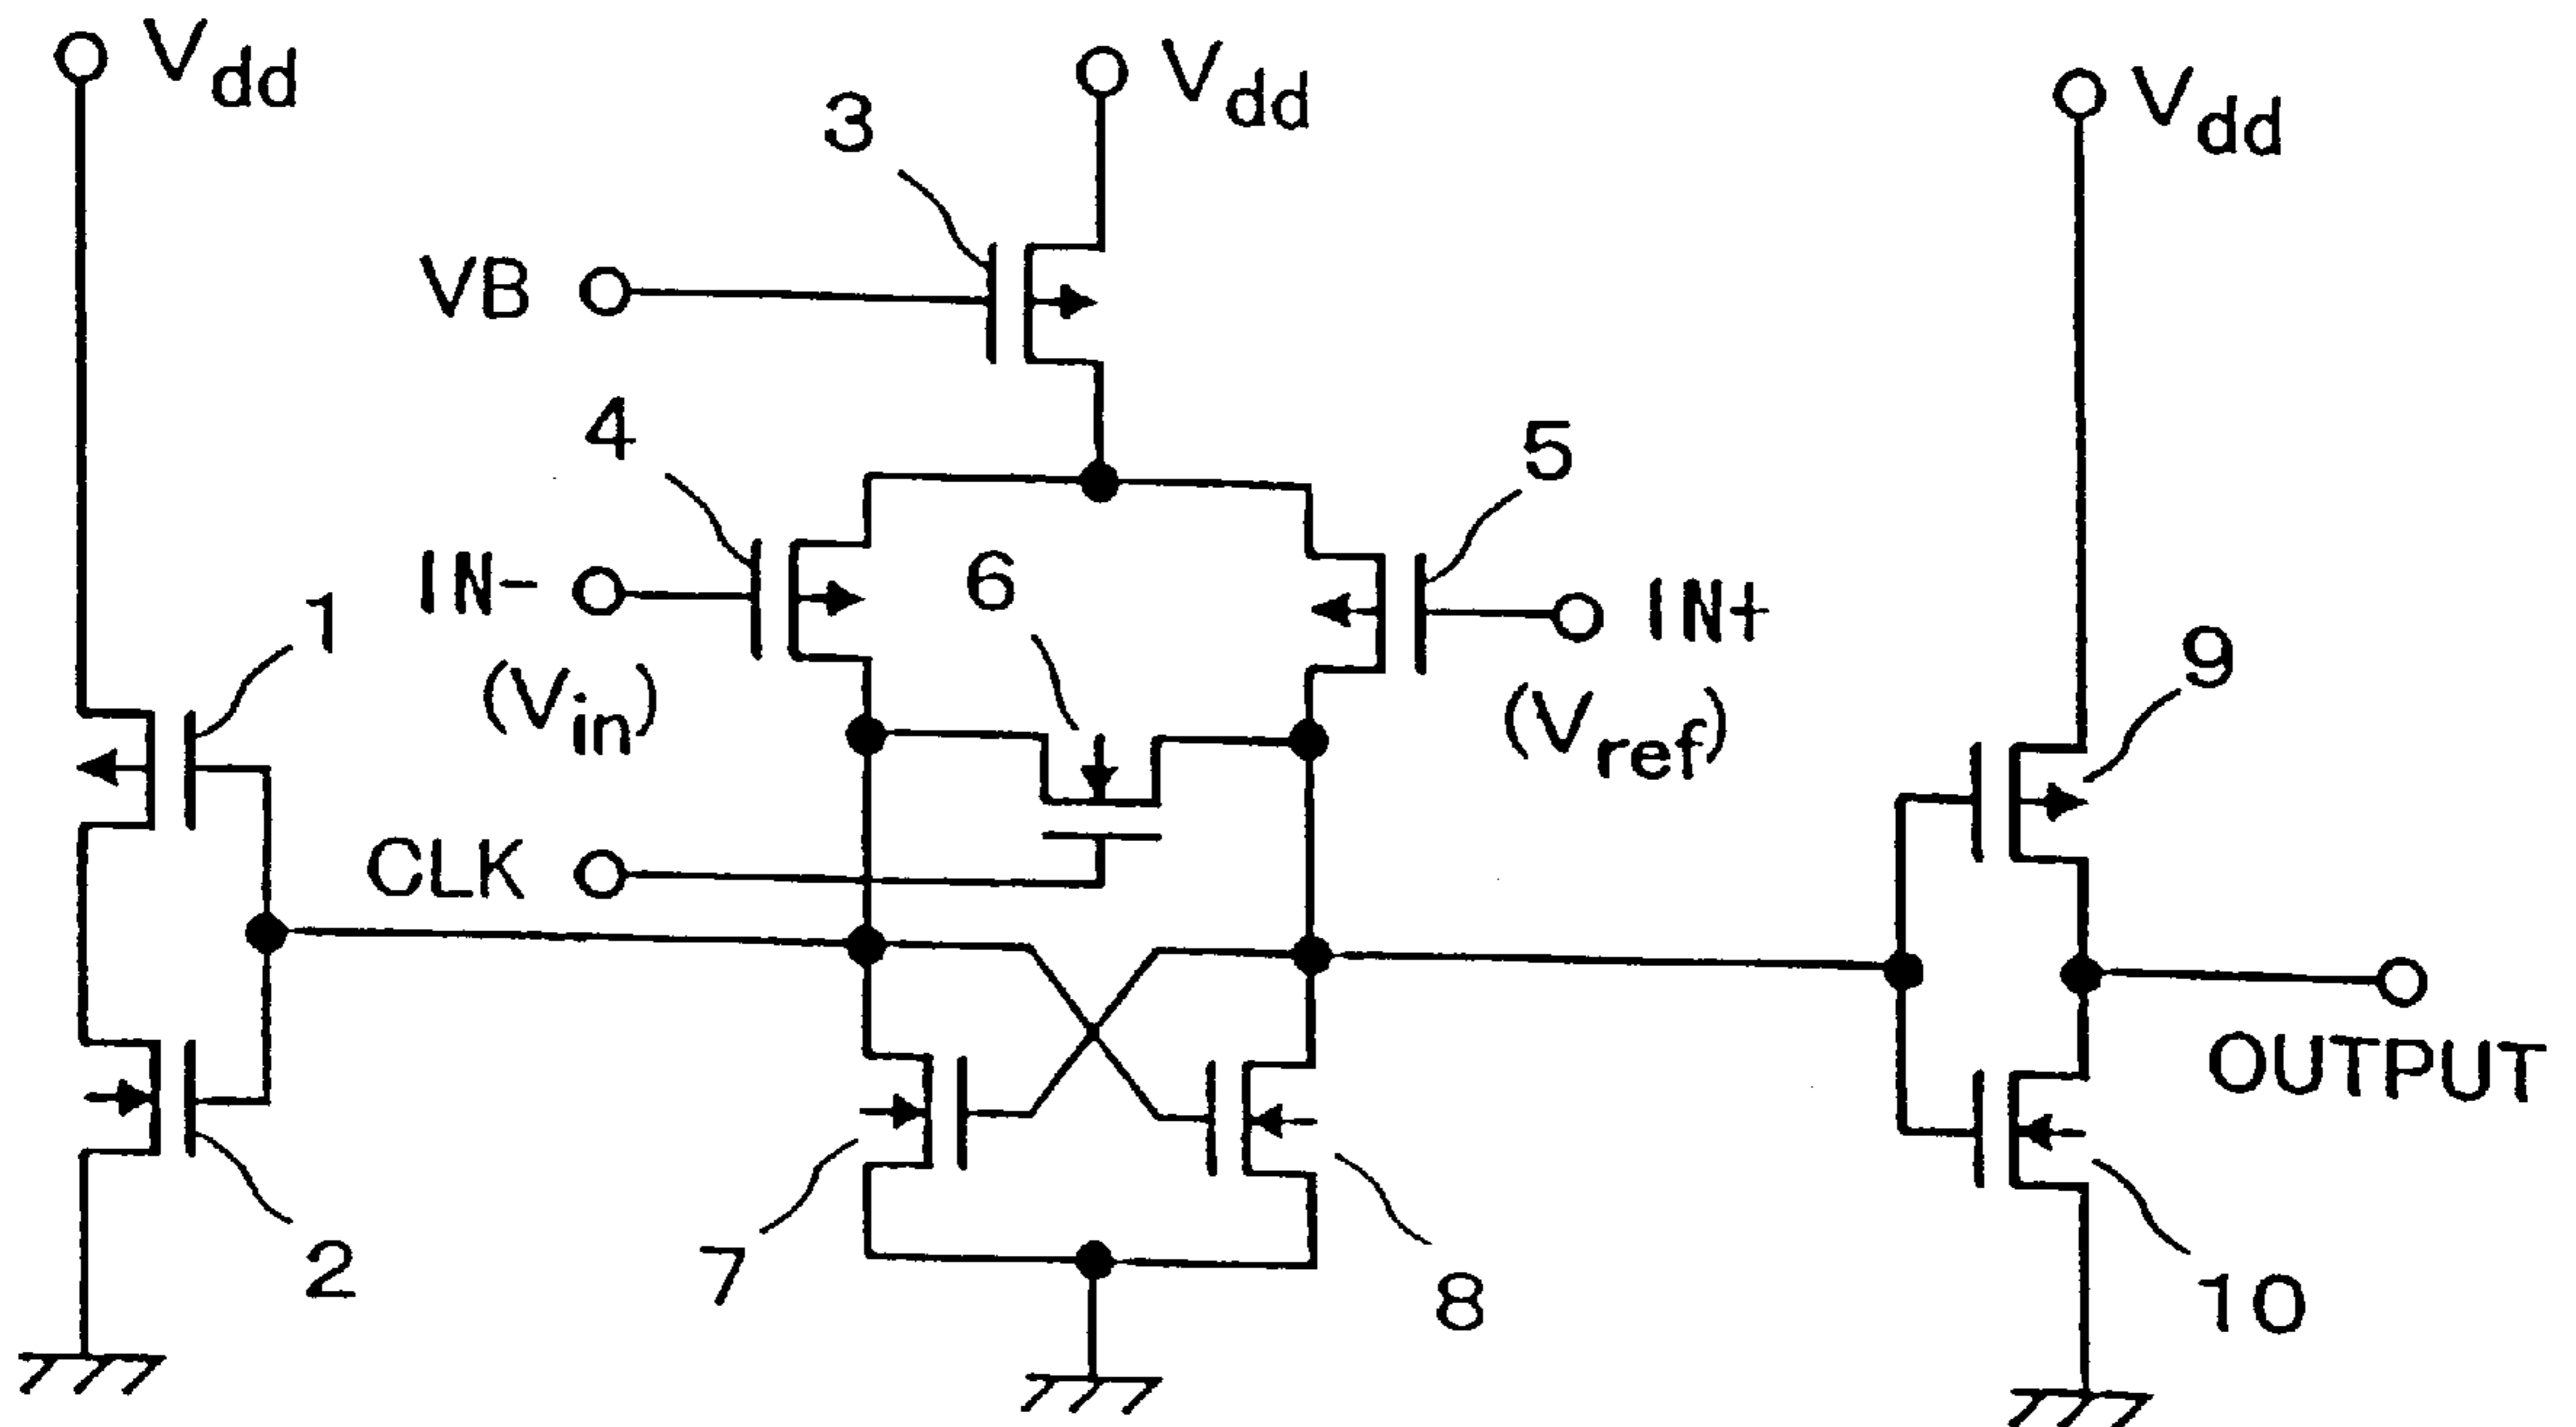 Vdd
Vdd
Vdd
3
VB
4
5
IN-
(Vin)
6
IN+
(Vref)
1
9
CLK
OUTPUT
2
7
8
10